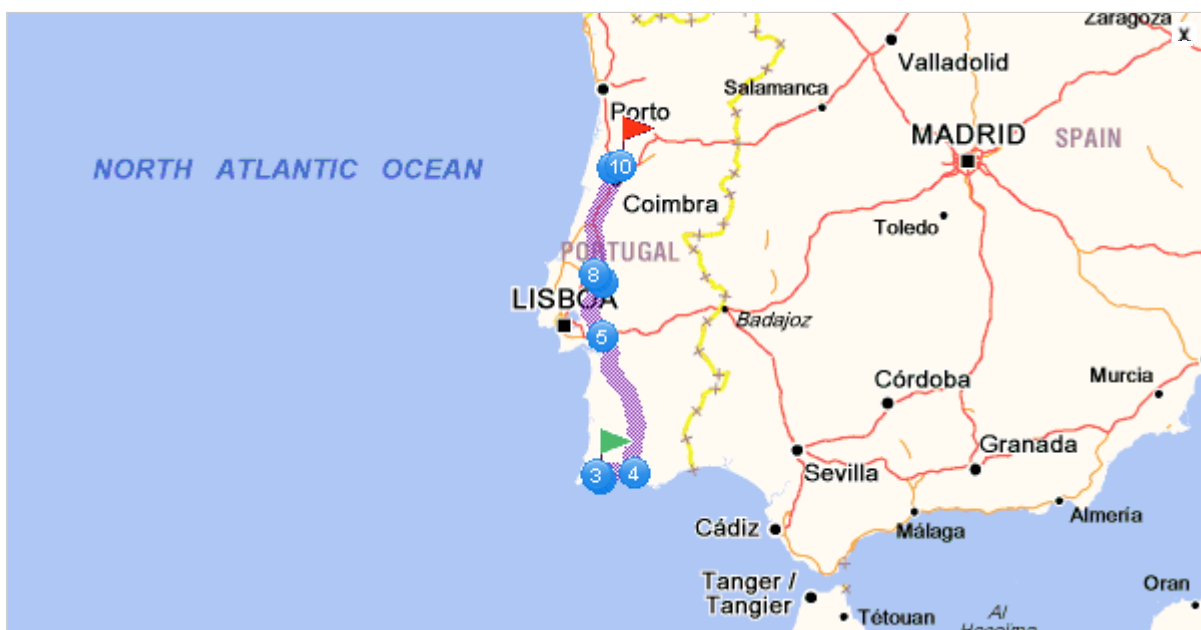 Zaragoza
x
Valladolid
Salamanca
Porto
MADRID
SPAIN
10
NORTH ATLANTIC OCEAN
Coimbra
Toledo
PORTUGAL
8
LISBOA
Badajoz
5
Murcia
Córdoba
Granada
3
4
Sevilla
Almería
Cádiz
Málaga
Tanger /
Tangier
Oran
Tétouan
Al
Hoceïma